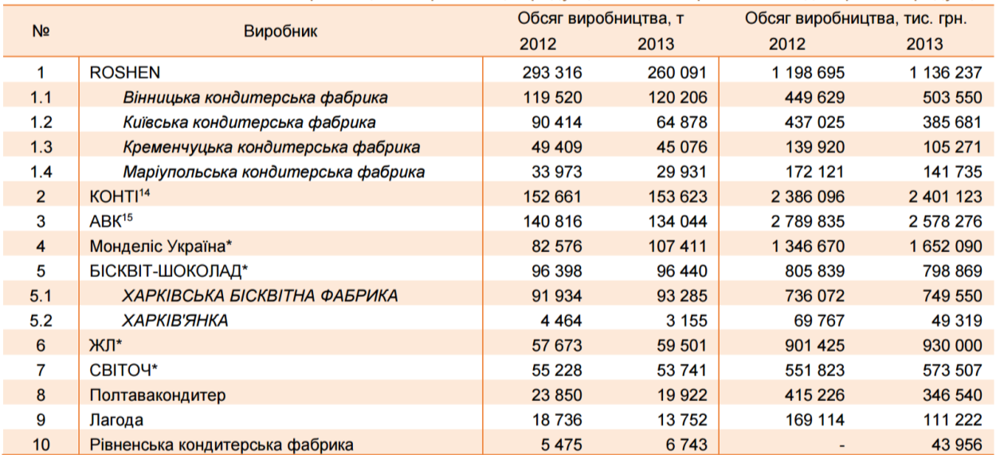 № Виробник Обсяг виробництва, т Обсяг виробництва, тис. грн.
2012 2013 2012 2013
1 ROSHEN 293 316 260 091 1 198 695 1 136 237
1.1 Вінницька кондитерська фабрика 119 520 120 206 449 629 503 550
1.2 Київська кондитерська фабрика 90 414 64 878 437 025 385 681
1.3 Кременчуцька кондитерська фабрика 49 409 45 076 139 920 105 271
1.4 Маріупольська кондитерська фабрика 33 973 29 931 172 121 141 735
2 КОНТІ14 152 661 153 623 2 386 096 2 401 123
3 АВК15 140 816 134 044 2 789 835 2 578 276
4 Монделіс Україна* 82 576 107 411 1 346 670 1 652 090
5 БІСКВІТ-ШОКОЛАД* 96 398 96 440 805 839 798 869
5.1 ХАРКІВСЬКА БІСКВІТНА ФАБРИКА 91 934 93 285 736 072 749 550
5.2 ХАРКІВ'ЯНКА 4 464 3 155 69 767 49 319
6 ЖЛ* 57 673 59 501 901 425 930 000
7 СВІТОЧ* 55 228 53 741 551 823 573 507
8 Полтавакондитер 23 850 19 922 415 226 346 540
9 Лагода 18 736 13 752 169 114 111 222
10 Рівненська кондитерська фабрика 5 475 6 743 - 43 956